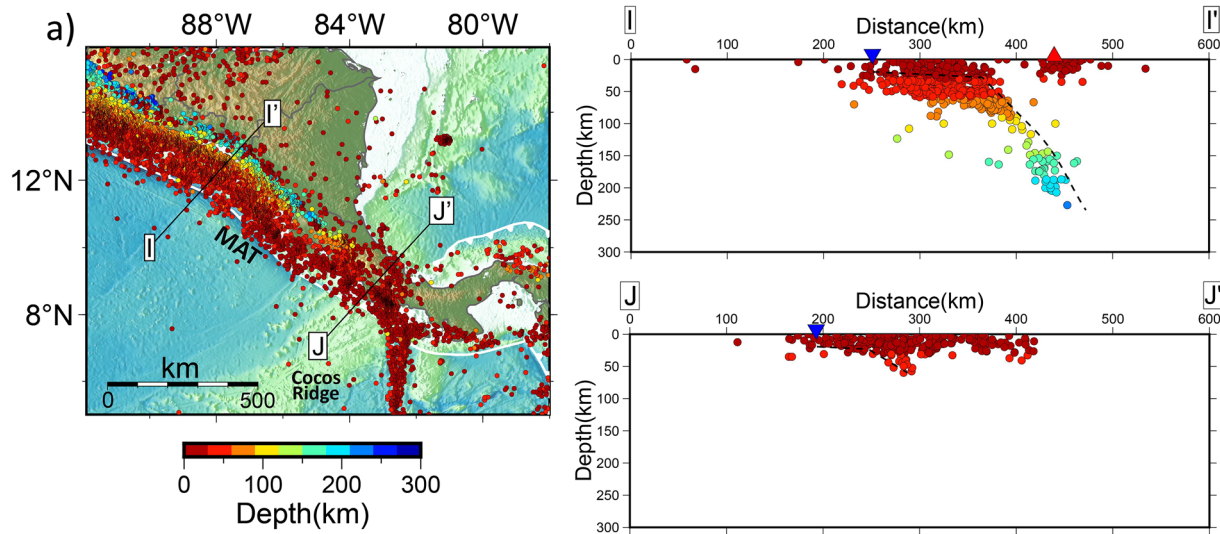 a)
88°W 84°W 80°W
12°N
8°N
I
I'
J
J'
MAT
Cocos
Ridge
km
0 500
0 100 200 300
Depth(km)
I I'
Distance(km)
0 100 200 300 400 500 600
Depth(km)
0
50
100
150
200
250
300
J J'
Distance(km)
0 100 200 300 400 500 600
Depth(km)
0
50
100
150
200
250
300